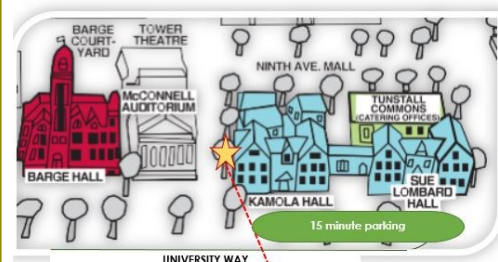 BARGE
COURT-
YARD
TOWER
THEATRE
NINTH AVE. MALL
McCONNELL
AUDITORIUM
TUNSTALL
COMMONS
(CATERING OFFICES)
BARGE HALL
KAMOLA HALL
SUE
LOMBARD
HALL
15 minute parking
UNIVERSITY WAY